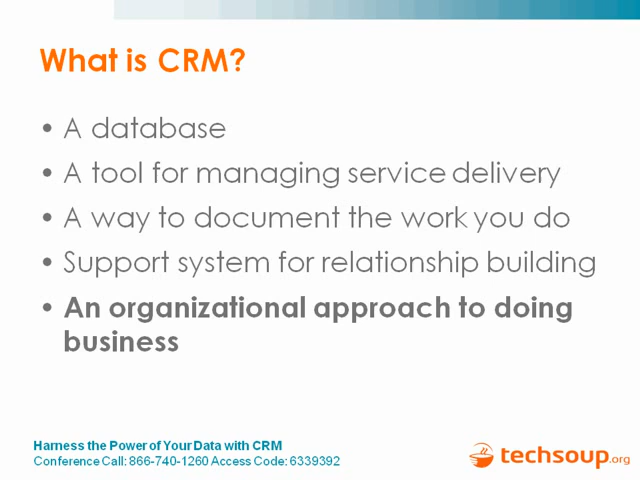 What is CRM?
• A database
• A tool for managing service delivery
• A way to document the work you do
• Support system for relationship building
• An organizational approach to doing
business
Harness the Power of Your Data with CRM
Conference Call: 866-740-1260 Access Code: 6339392
techsoup.org